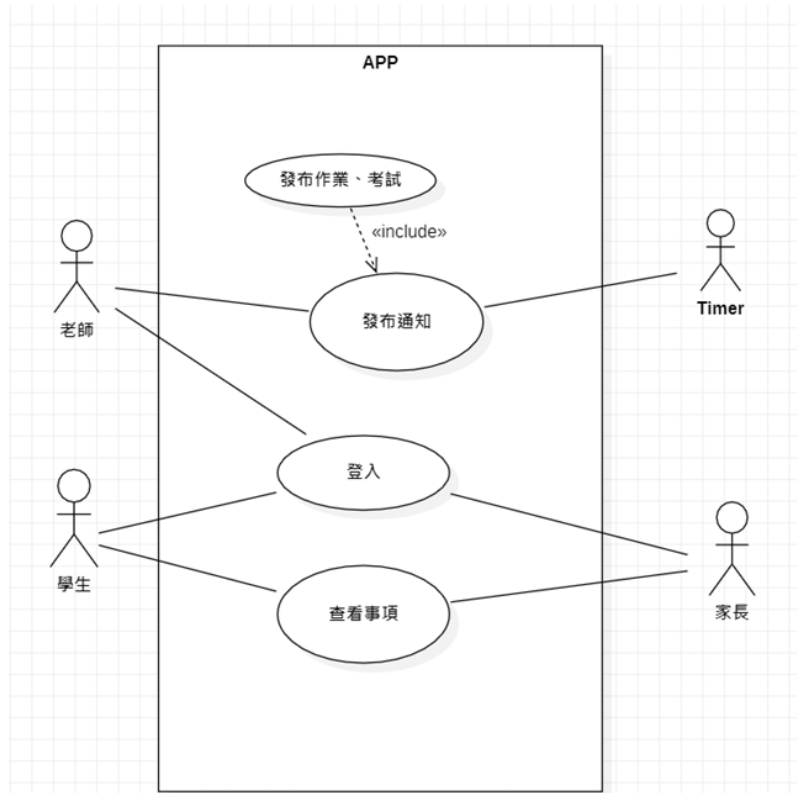 APP
發布作業、考試
«include»
發布通知
老師
Timer
登入
學生
查看事項
家長